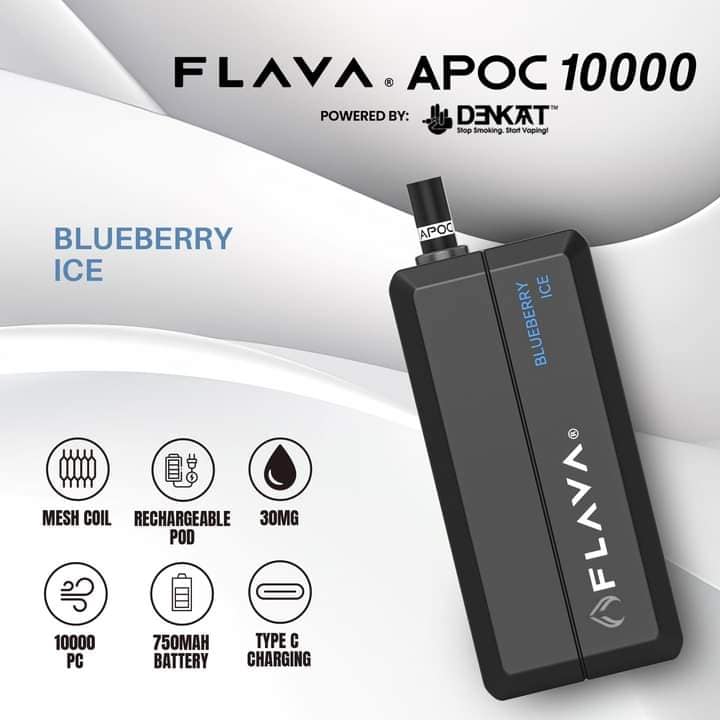 FLAVA® APOC 10000
POWERED BY: DENKAT™
Stop Smoking. Start Vaping!
BLUEBERRY
ICE
APOC
BLUEBERRY
ICE
FLAVA®
MESH COIL
RECHARGEABLE
POD
30MG
10000
PC
750MAH
BATTERY
TYPE C
CHARGING